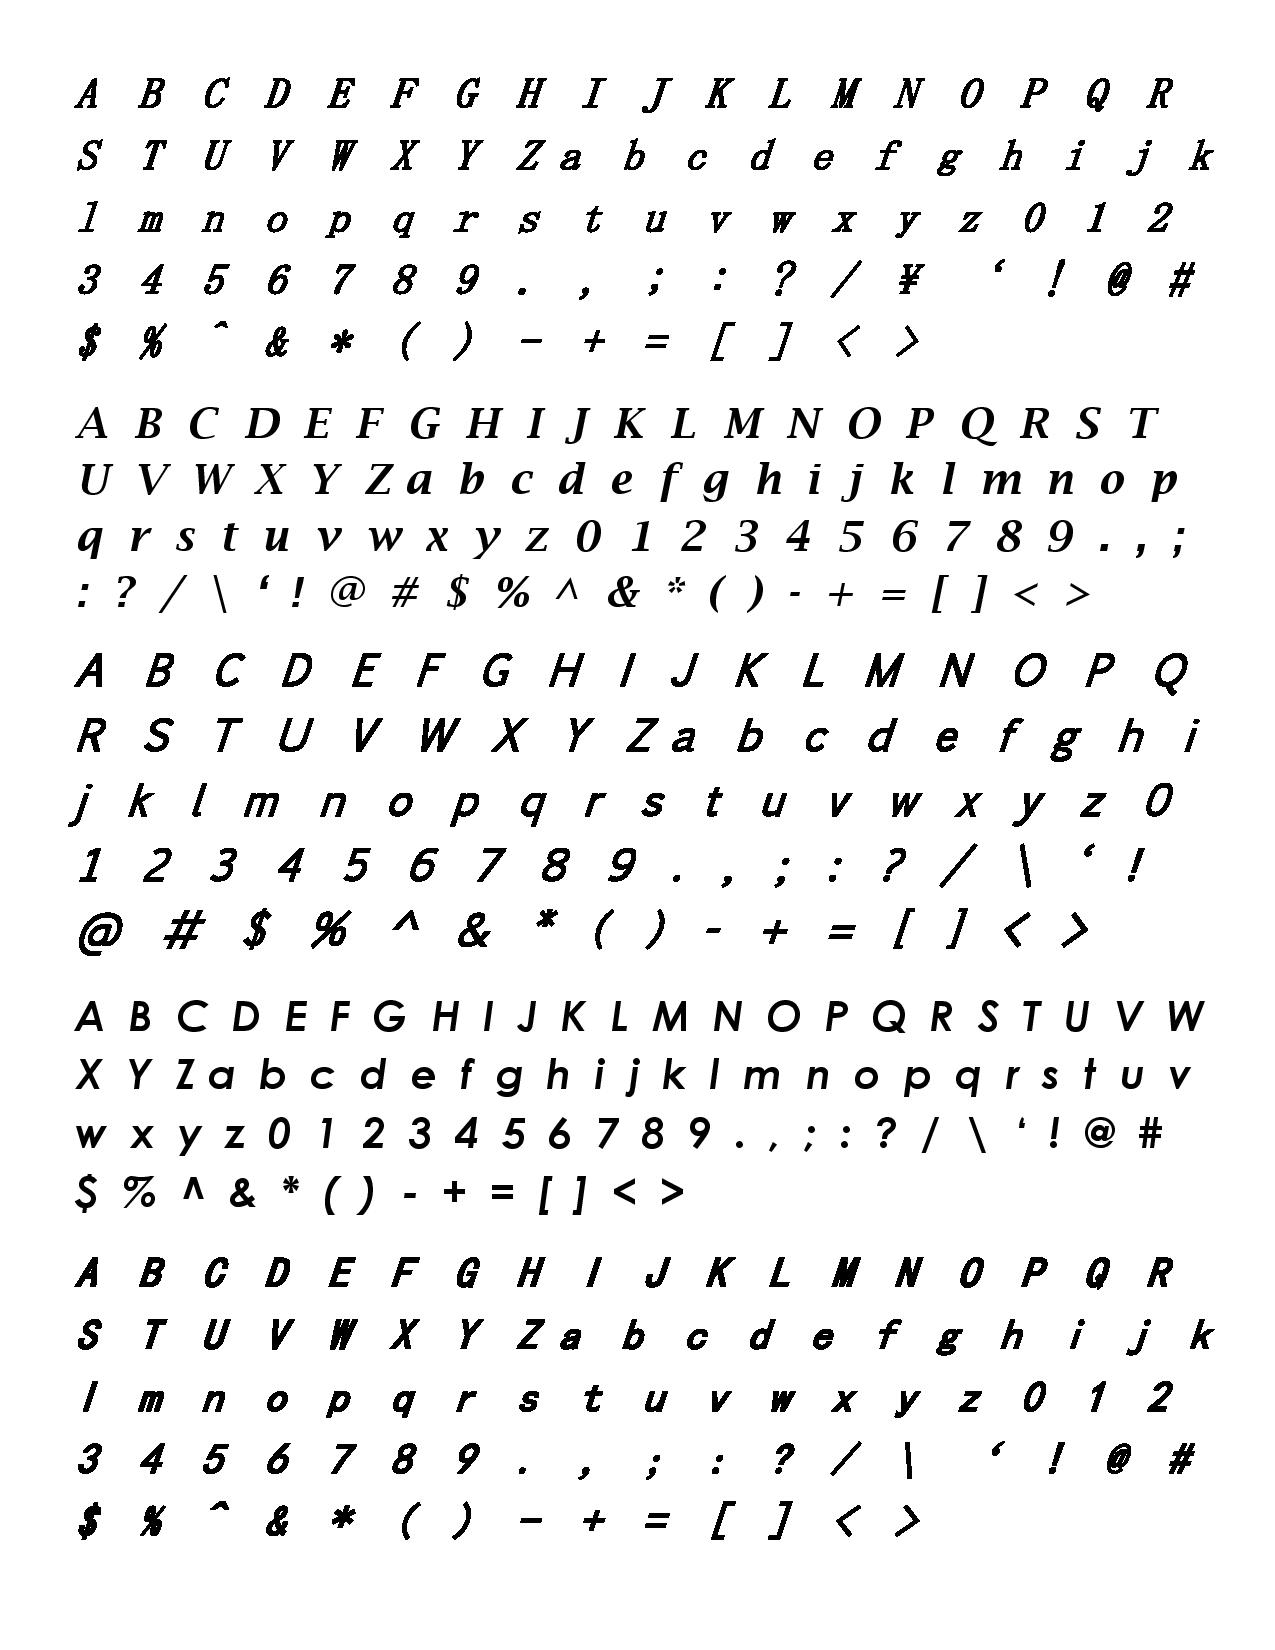 A B C D E F G H I J K L M N O P Q R
S T U V W X Y Z a b c d e f g h i j k
l m n o p q r s t u v w x y z 0 1 2
3 4 5 6 7 8 9 . , ; : ? / ¥ ‘ ! @ #
$ % ^ & * ( ) - + = [ ] < >
A B C D E F G H I J K L M N O P Q R S T
U V W X Y Z a b c d e f g h i j k l m n o p
q r s t u v w x y z 0 1 2 3 4 5 6 7 8 9 . , ;
: ? / \ ‘ ! @ # $ % ^ & * ( ) - + = [ ] < >
A B C D E F G H I J K L M N O P Q
R S T U V W X Y Z a b c d e f g h i
j k l m n o p q r s t u v w x y z 0
1 2 3 4 5 6 7 8 9 . , ; : ? / \ ‘ !
@ # $ % ^ & * ( ) - + = [ ] < >
A B C D E F G H I J K L M N O P Q R S T U V W
X Y Z a b c d e f g h i j k l m n o p q r s t u v
w x y z 0 1 2 3 4 5 6 7 8 9 . , ; : ? / \ ‘ ! @ #
$ % ^ & * ( ) - + = [ ] < >
A B C D E F G H I J K L M N O P Q R
S T U V W X Y Z a b c d e f g h i j k
l m n o p q r s t u v w x y z 0 1 2
3 4 5 6 7 8 9 . , ; : ? / \ ‘ ! @ #
$ % ^ & * ( ) - + = [ ] < >